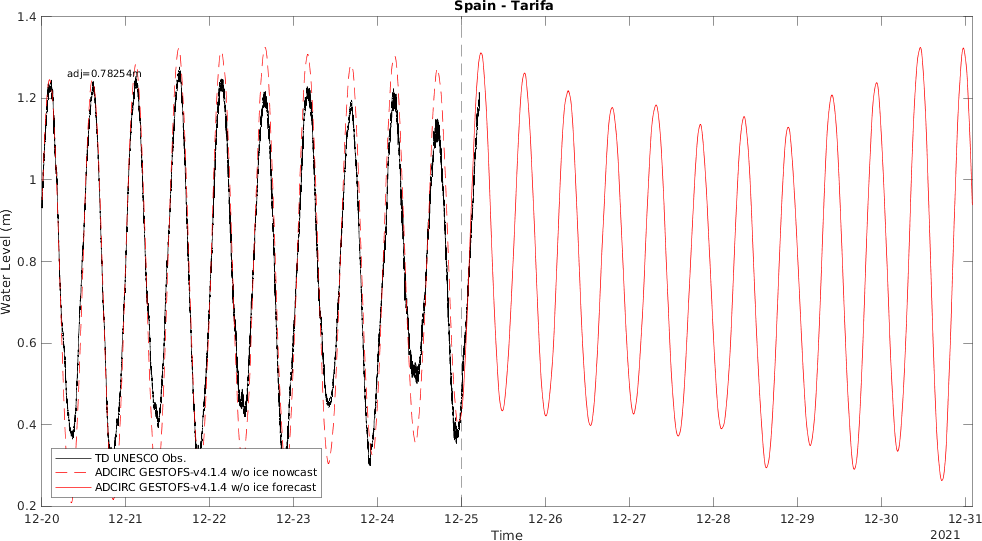 Spain - Tarifa
1.4
1.2
1
0.8
0.6
0.4
0.2
Water Level (m)
adj=0.78254m
TD UNESCO Obs.
ADCIRC GESTOFS-v4.1.4 w/o ice nowcast
ADCIRC GESTOFS-v4.1.4 w/o ice forecast
12-20 12-21 12-22 12-23 12-24 12-25 12-26 12-27 12-28 12-29 12-30 12-31
Time
2021